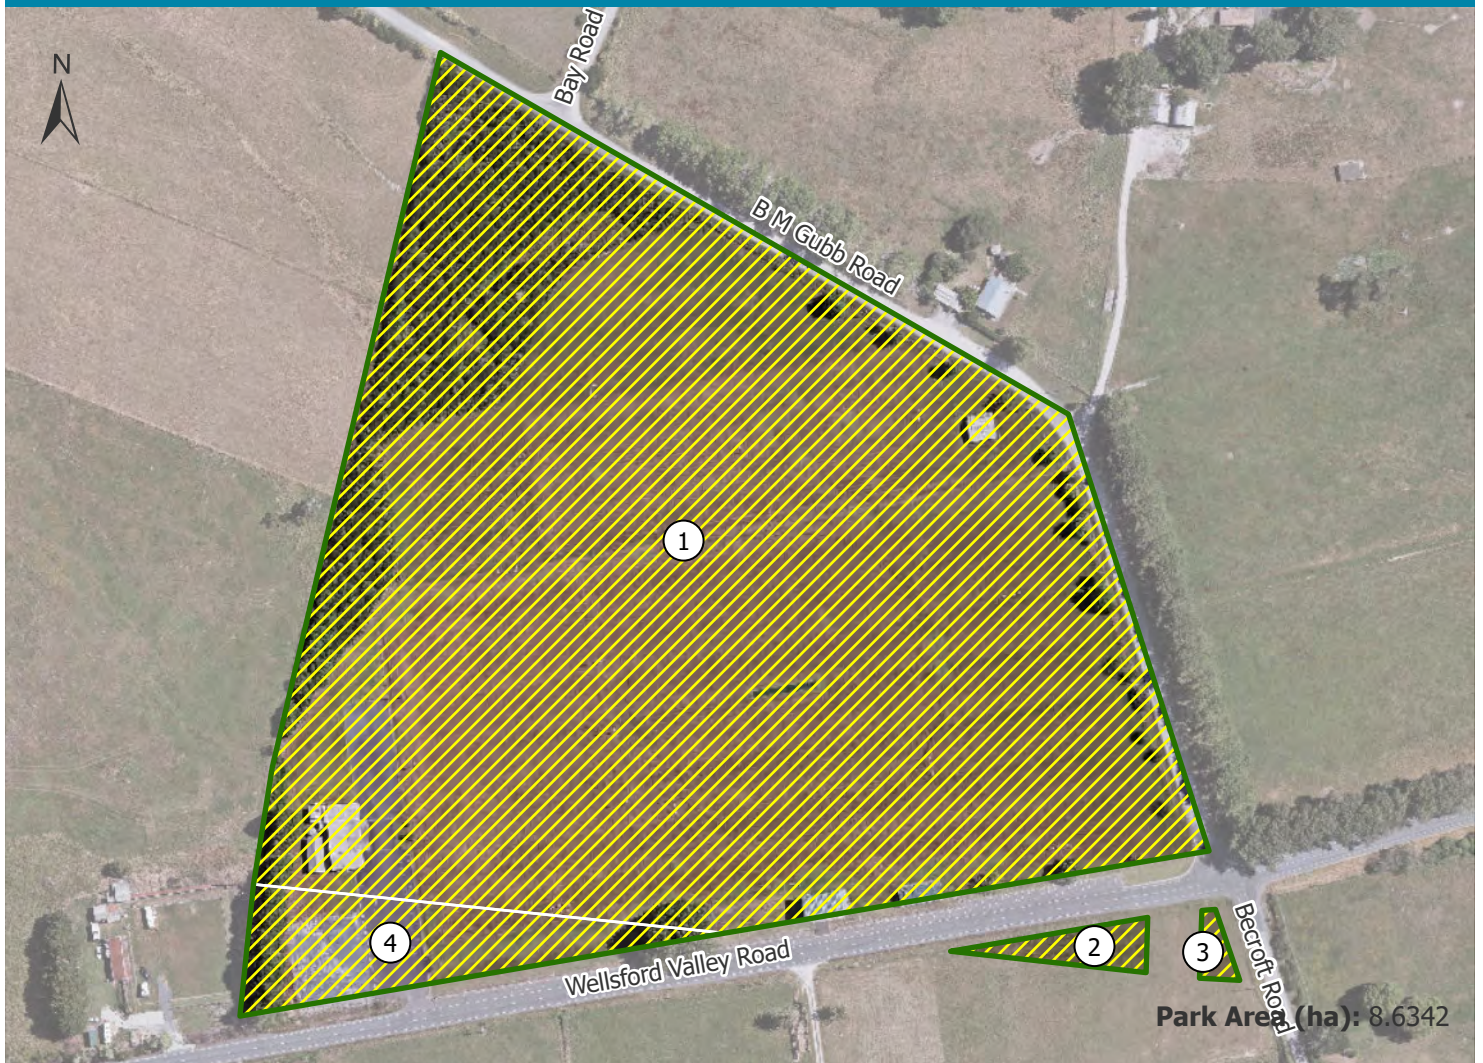 N
Bay Road
B M Gubb Road
1
4
2
3
Wellsford Valley Road
Becroft Road
Park Area (ha): 8.6342